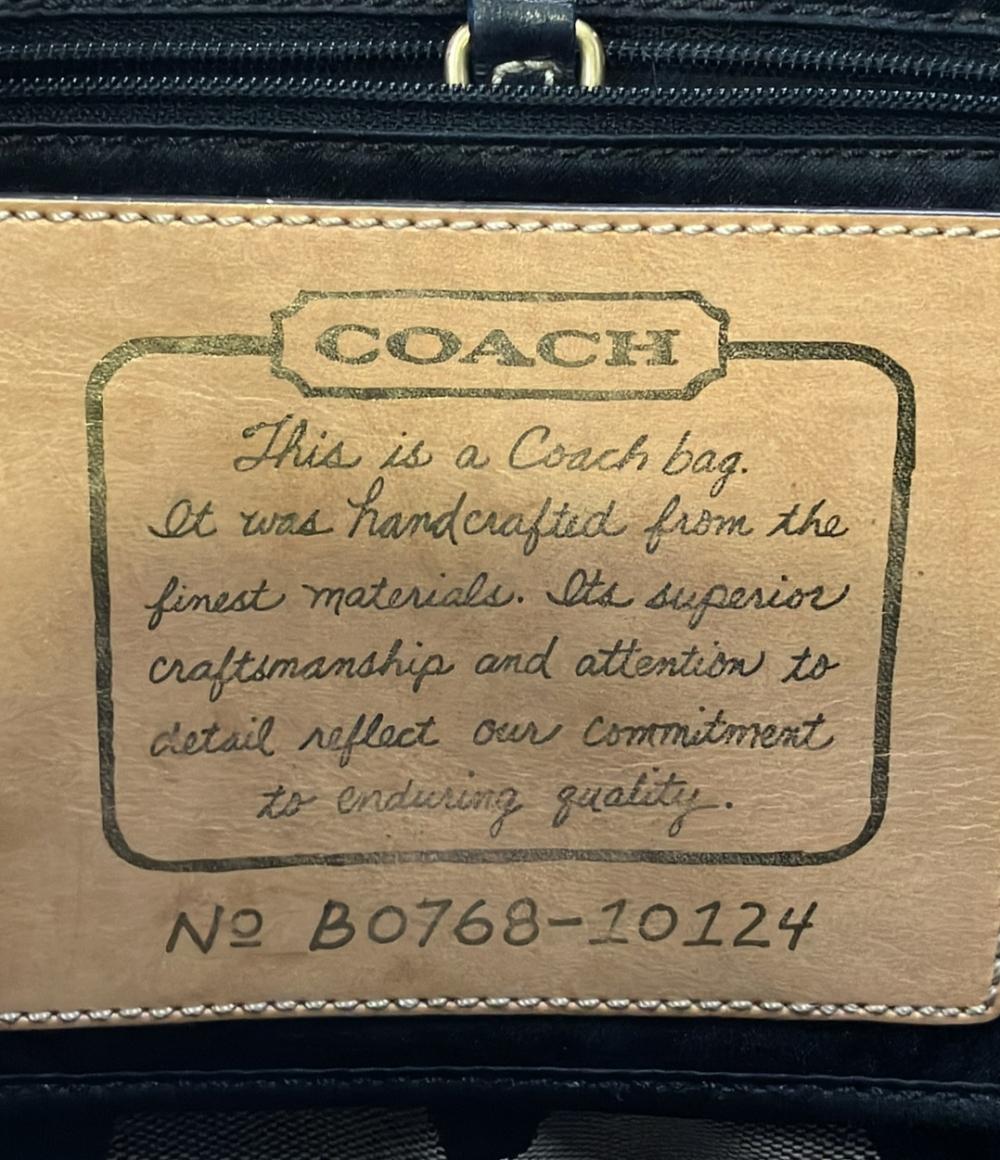 COACH
This is a Coach bag.
It was handcrafted from the
finest materials. Its superior
craftsmanship and attention to
detail reflect our commitment
to enduring quality.
No B0768-10124